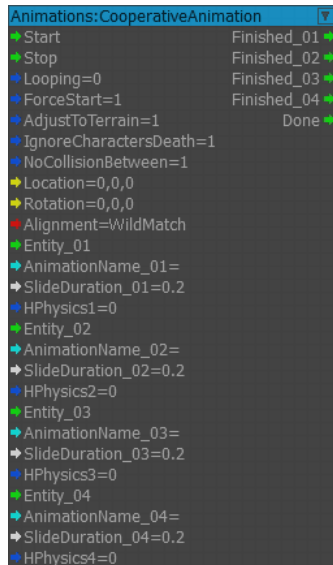 Animations:CooperativeAnimation
Start Finished_01
Stop Finished_02
Looping=0 Finished_03
ForceStart=1 Finished_04
AdjustToTerrain=1 Done
IgnoreCharactersDeath=1
NoCollisionBetween=1
Location=0,0,0
Rotation=0,0,0
Alignment=WildMatch
Entity_01
AnimationName_01=
SlideDuration_01=0.2
HPhysics1=0
Entity_02
AnimationName_02=
SlideDuration_02=0.2
HPhysics2=0
Entity_03
AnimationName_03=
SlideDuration_03=0.2
HPhysics3=0
Entity_04
AnimationName_04=
SlideDuration_04=0.2
HPhysics4=0